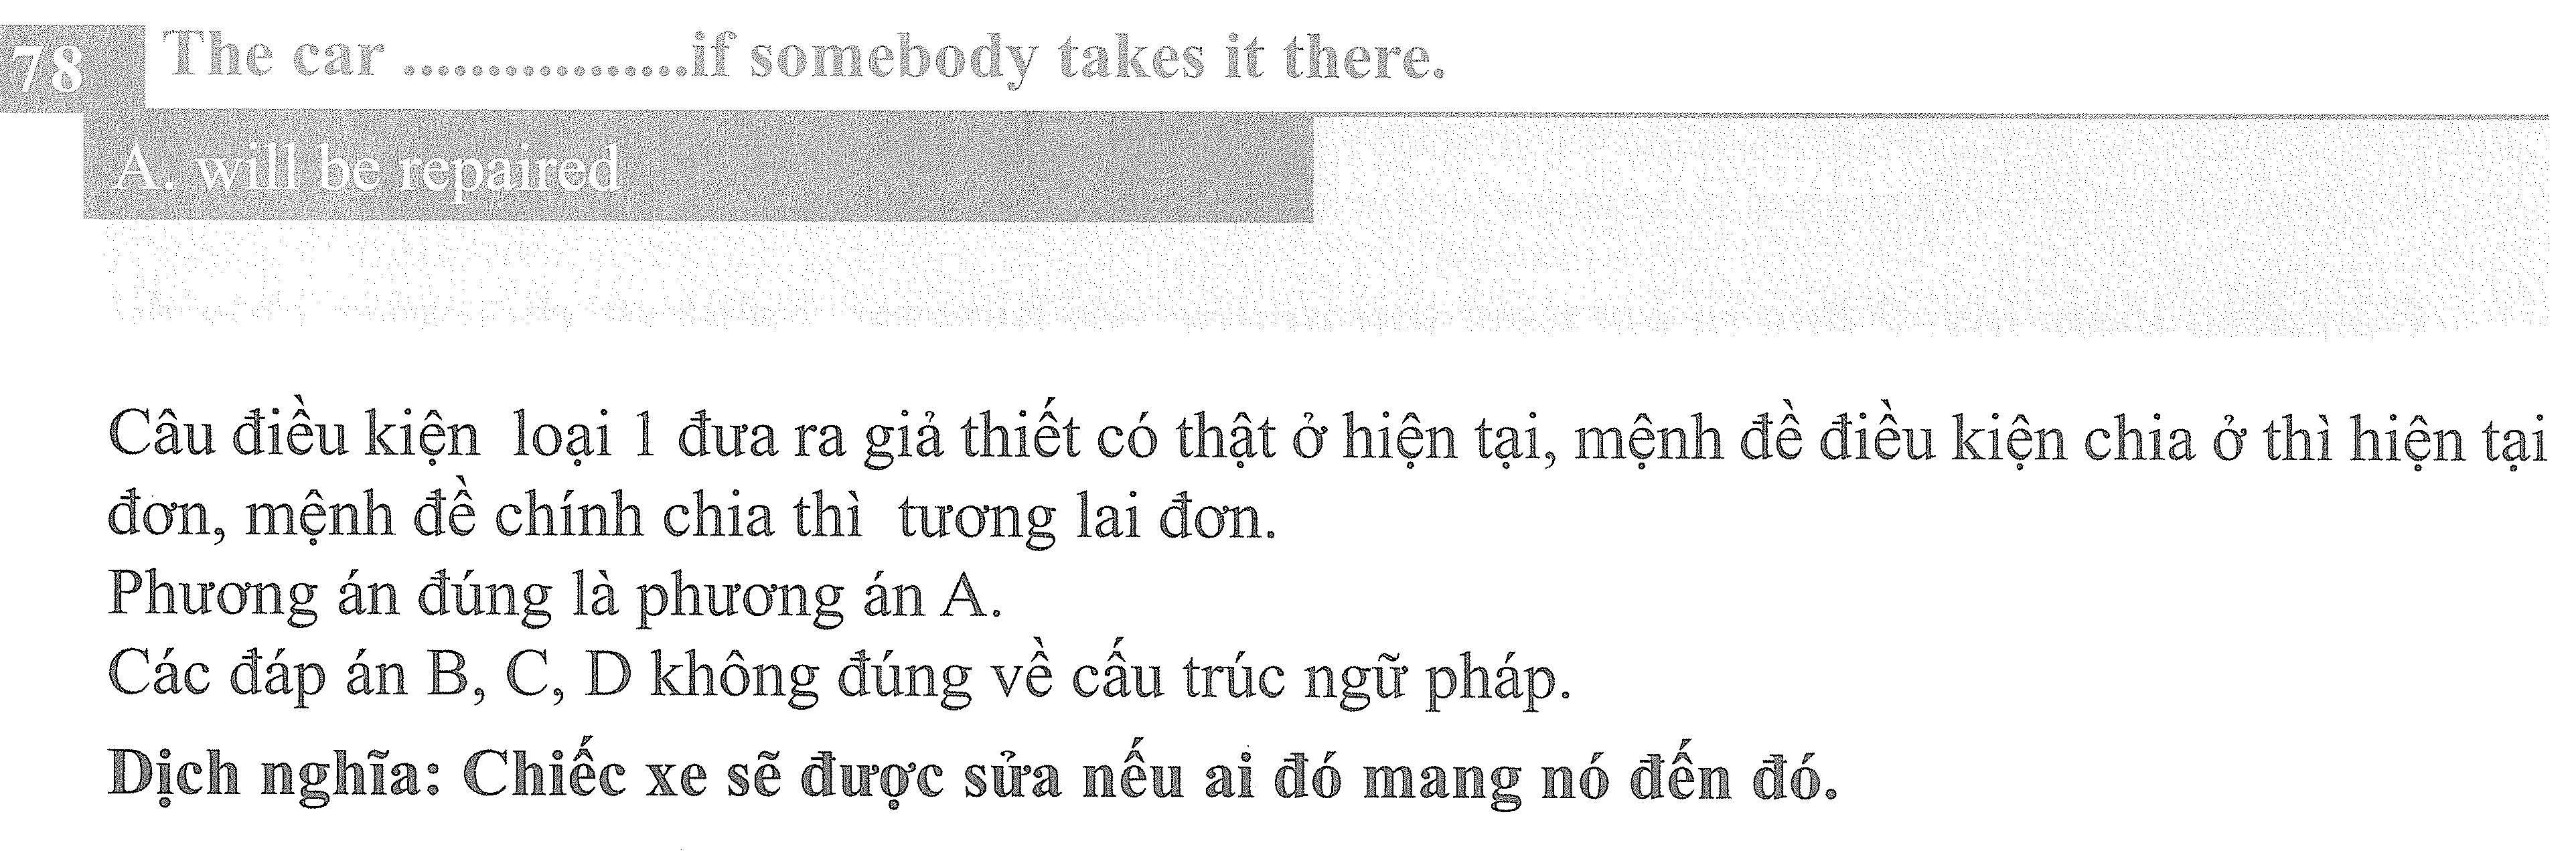 78 The car ................if somebody takes it there.
A. will be repaired
Câu điều kiện loại 1 đưa ra giả thiết có thật ở hiện tại, mệnh đề điều kiện chia ở thì hiện tại
đơn, mệnh đề chính chia thì tương lai đơn.
Phương án đúng là phương án A.
Các đáp án B, C, D không đúng về cấu trúc ngữ pháp.
Dịch nghĩa: Chiếc xe sẽ được sửa nếu ai đó mang nó đến đó.